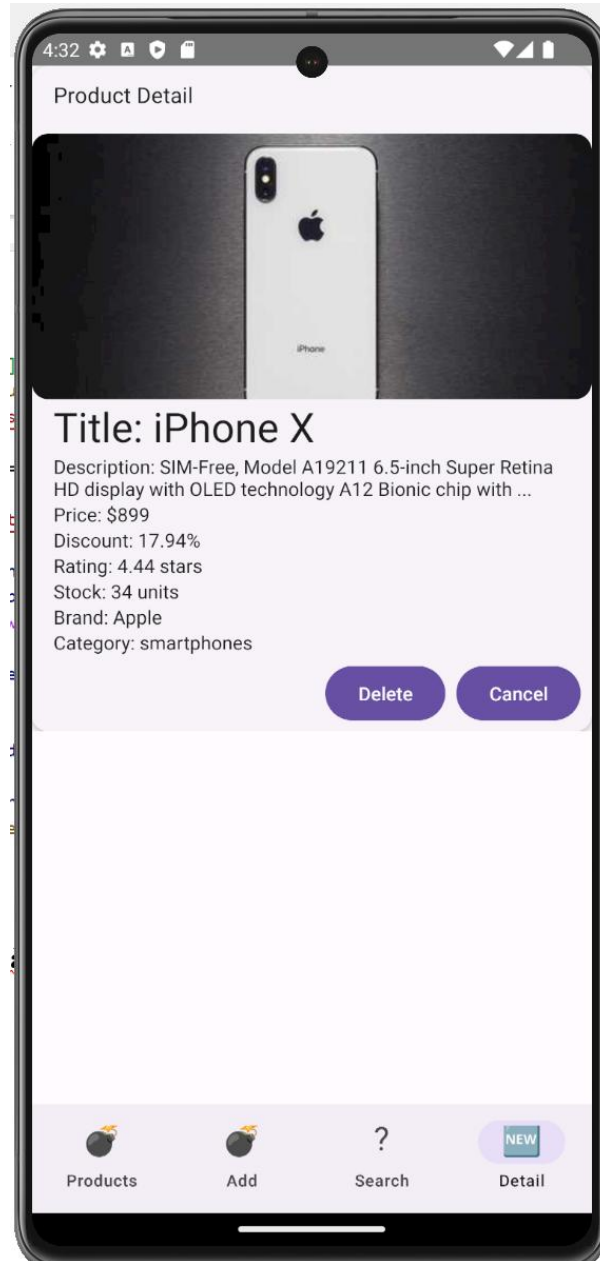 4:32
Product Detail
iPhone
Title: iPhone X
Description: SIM-Free, Model A19211 6.5-inch Super Retina
HD display with OLED technology A12 Bionic chip with ...
Price: $899
Discount: 17.94%
Rating: 4.44 stars
Stock: 34 units
Brand: Apple
Category: smartphones
Delete Cancel
? NEW
Products Add Search Detail